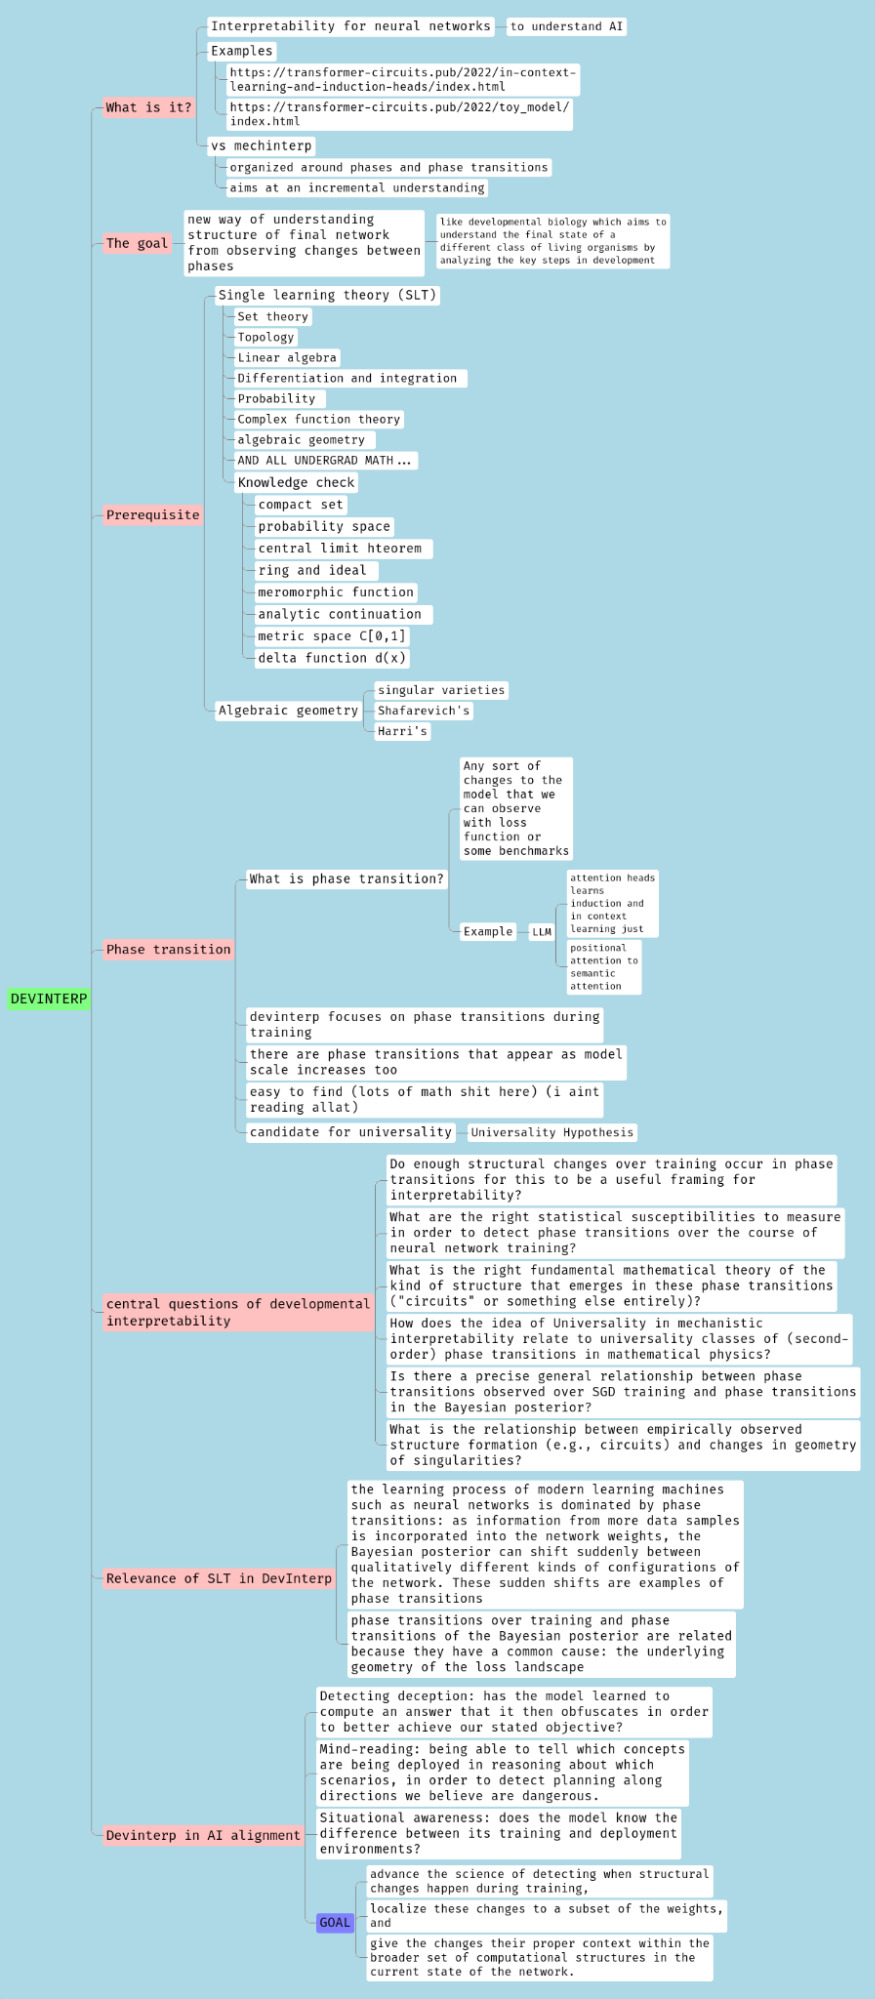 Interpretability for neural networks
to understand AI
Examples
https://transformer-circuits.pub/2022/in-context-
learning-and-induction-heads/index.html
https://transformer-circuits.pub/2022/toy_model/
index.html
What is it?
vs mechinterp
organized around phases and phase transitions
aims at an incremental understanding
The goal
new way of understanding
structure of final network
from observing changes between
phases
like developmental biology which aims to
understand the final state of a
different class of living organisms by
analyzing the key steps in development
Single learning theory (SLT)
Set theory
Topology
Linear algebra
Differentiation and integration
Probability
Complex function theory
algebraic geometry
AND ALL UNDERGRAD MATH...
Knowledge check
compact set
probability space
central limit hteorem
ring and ideal
meromorphic function
analytic continuation
metric space C[0,1]
delta function d(x)
Prerequisite
Algebraic geometry
singular varieties
Shafarevich's
Harri's
Phase transition
What is phase transition?
Any sort of
changes to the
model that we
can observe
with loss
function or
some benchmarks
Example
LLM
attention heads
learns
induction and
in context
learning just
positional
attention to
semantic
attention
DEVINTERP
devinterp focuses on phase transitions during
training
there are phase transitions that appear as model
scale increases too
easy to find (lots of math shit here) (i aint
reading allat)
candidate for universality
Universality Hypothesis
central questions of developmental
interpretability
Do enough structural changes over training occur in phase
transitions for this to be a useful framing for
interpretability?
What are the right statistical susceptibilities to measure
in order to detect phase transitions over the course of
neural network training?
What is the right fundamental mathematical theory of the
kind of structure that emerges in these phase transitions
("circuits" or something else entirely)?
How does the idea of Universality in mechanistic
interpretability relate to universality classes of (second-
order) phase transitions in mathematical physics?
Is there a precise general relationship between phase
transitions observed over SGD training and phase transitions
in the Bayesian posterior?
What is the relationship between empirically observed
structure formation (e.g., circuits) and changes in geometry
of singularities?
Relevance of SLT in DevInterp
the learning process of modern learning machines
such as neural networks is dominated by phase
transitions: as information from more data samples
is incorporated into the network weights, the
Bayesian posterior can shift suddenly between
qualitatively different kinds of configurations of
the network. These sudden shifts are examples of
phase transitions
phase transitions over training and phase
transitions of the Bayesian posterior are related
because they have a common cause: the underlying
geometry of the loss landscape
Devinterp in AI alignment
Detecting deception: has the model learned to
compute an answer that it then obfuscates in order
to better achieve our stated objective?
Mind-reading: being able to tell which concepts
are being deployed in reasoning about which
scenarios, in order to detect planning along
directions we believe are dangerous.
Situational awareness: does the model know the
difference between its training and deployment
environments?
GOAL
advance the science of detecting when structural
changes happen during training,
localize these changes to a subset of the weights,
and
give the changes their proper context within the
broader set of computational structures in the
current state of the network.